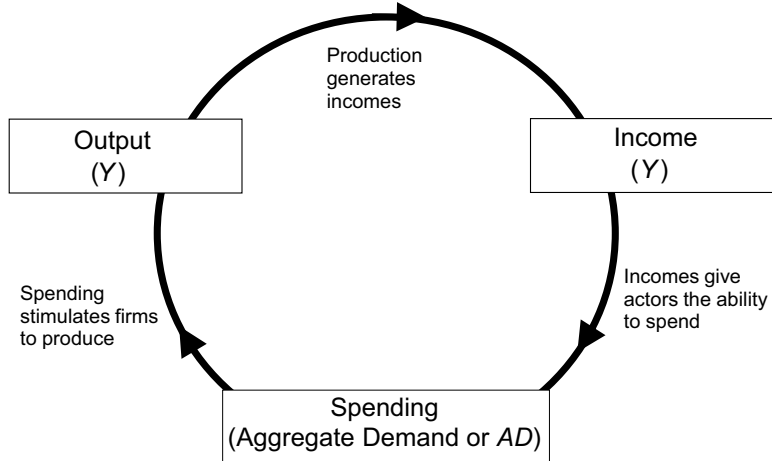 Production
generates
incomes
Output
(Y)
Income
(Y)
Spending
stimulates firms
to produce
Incomes give
actors the ability
to spend
Spending
(Aggregate Demand or AD)